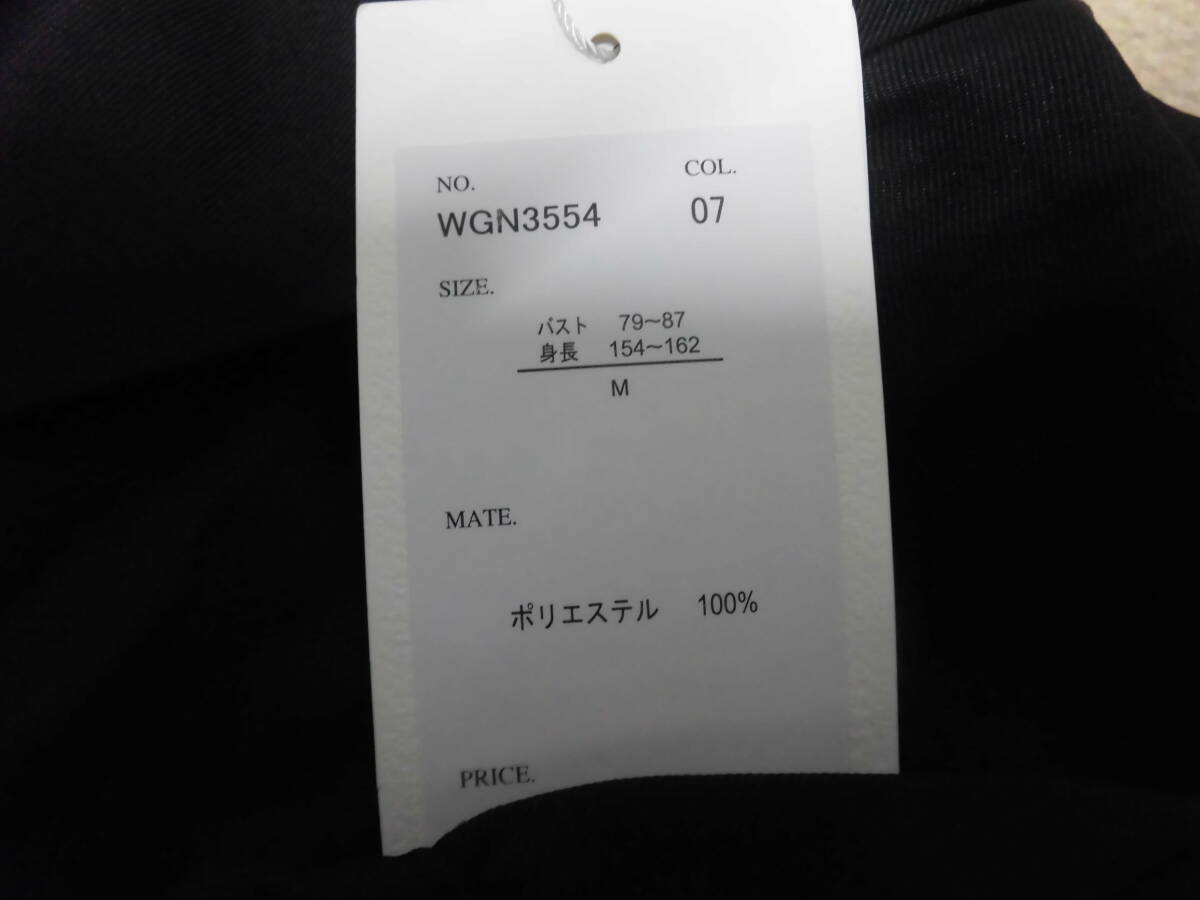 NO. COL.
WGN3554 07
SIZE.
バスト 79~87
身長 154~162
M
MATE.
ポリエステル 100%
PRICE.